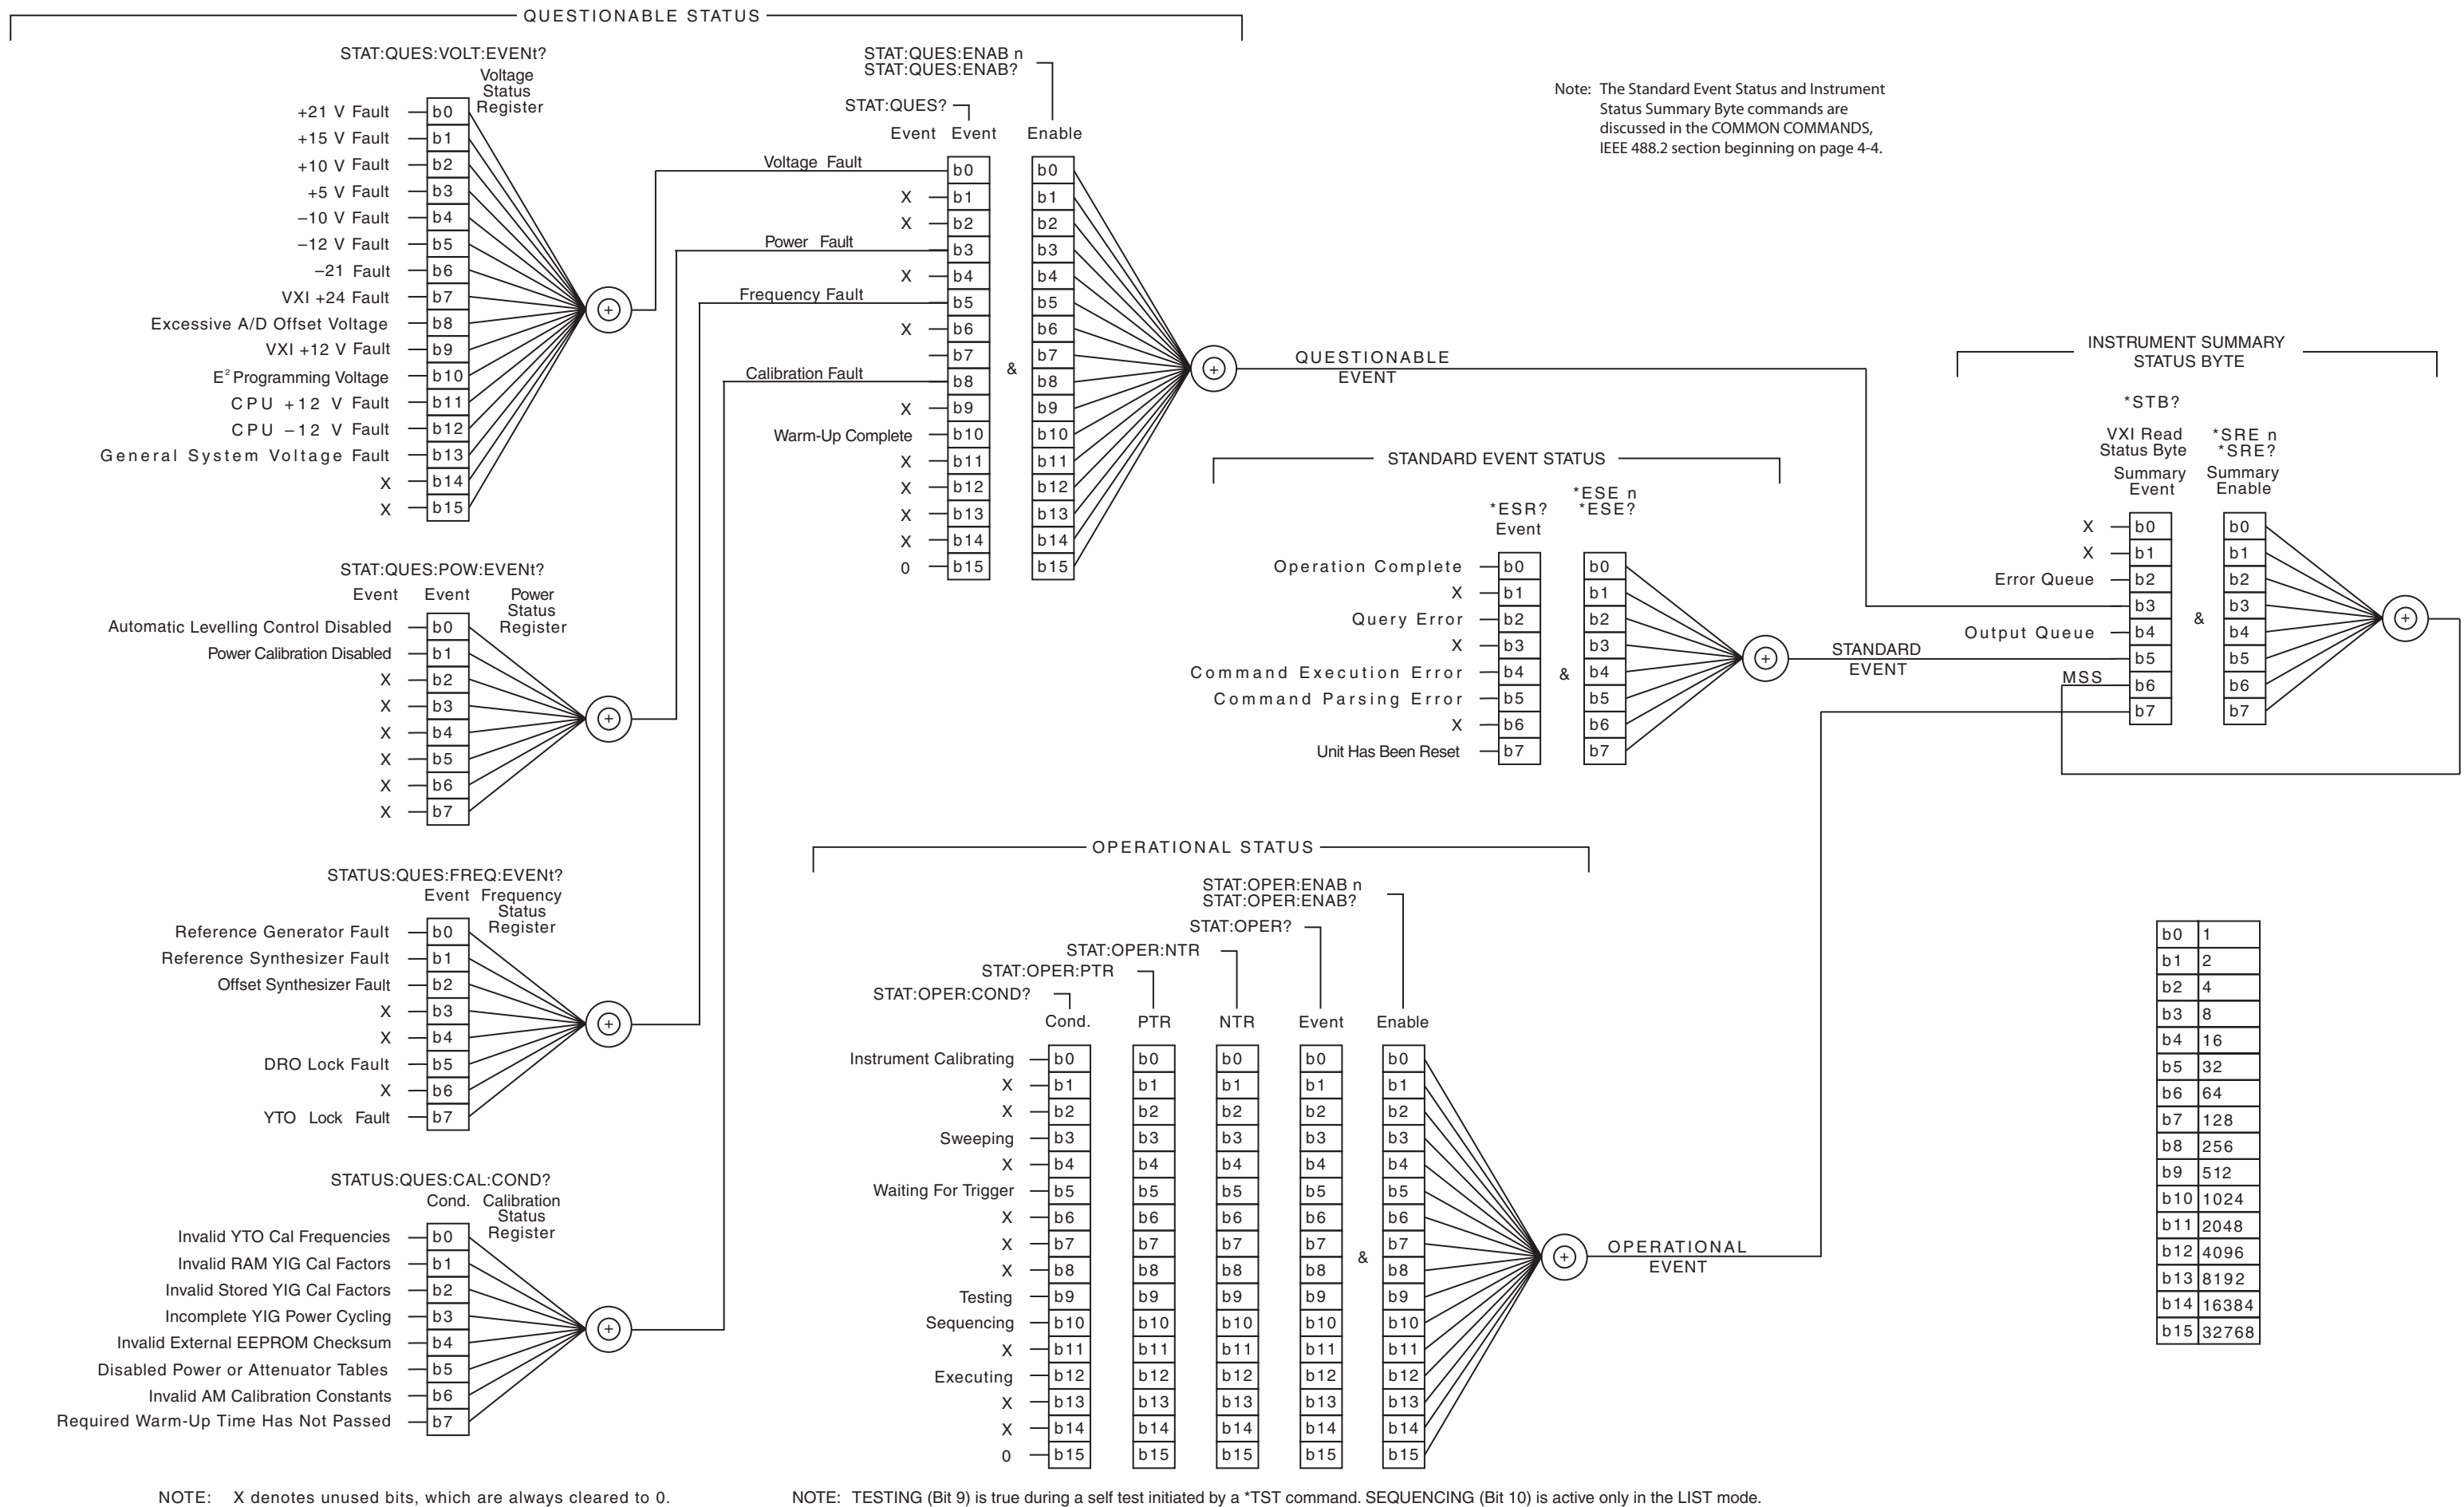 QUESTIONABLE STATUS
STAT:QUES:VOLT:EVENt?
Voltage
Status
Register
+21 V Fault b0
+15 V Fault b1
+10 V Fault b2
+5 V Fault b3
–10 V Fault b4
–12 V Fault b5
–21 Fault b6
VXI +24 Fault b7
Excessive A/D Offset Voltage b8
VXI +12 V Fault b9
E2 Programming Voltage b10
CPU +12 V Fault b11
CPU –12 V Fault b12
General System Voltage Fault b13
X b14
X b15
STAT:QUES:POW:EVENt?
Event Event Power
Status
Register
Automatic Levelling Control Disabled b0
Power Calibration Disabled b1
X b2
X b3
X b4
X b5
X b6
X b7
STATUS:QUES:FREQ:EVENt?
Event Frequency
Status
Register
Reference Generator Fault b0
Reference Synthesizer Fault b1
Offset Synthesizer Fault b2
X b3
X b4
DRO Lock Fault b5
X b6
YTO Lock Fault b7
STATUS:QUES:CAL:COND?
Cond. Calibration
Status
Register
Invalid YTO Cal Frequencies b0
Invalid RAM YIG Cal Factors b1
Invalid Stored YIG Cal Factors b2
Incomplete YIG Power Cycling b3
Invalid External EEPROM Checksum b4
Disabled Power or Attenuator Tables b5
Invalid AM Calibration Constants b6
Required Warm-Up Time Has Not Passed b7
NOTE: X denotes unused bits, which are always cleared to 0.
STAT:QUES:ENAB n
STAT:QUES:ENAB?
STAT:QUES?
Event Event Enable
Voltage Fault b0 b0
X b1 b1
X b2 b2
Power Fault b3 b3
X b4 b4
Frequency Fault b5 b5
X b6 b6
b7 b7
&
Calibration Fault b8 b8
X b9 b9
Warm-Up Complete b10 b10
X b11 b11
X b12 b12
X b13 b13
X b14 b14
0 b15 b15
QUESTIONABLE
EVENT
Note: The Standard Event Status and Instrument
Status Summary Byte commands are
discussed in the COMMON COMMANDS,
IEEE 488.2 section beginning on page 4-4.
STANDARD EVENT STATUS
*ESE n
*ESR? *ESE?
Event
Operation Complete b0 b0
X b1 b1
Query Error b2 b2
X b3 b3
Command Execution Error b4 & b4
Command Parsing Error b5 b5
X b6 b6
Unit Has Been Reset b7 b7
STANDARD
EVENT
INSTRUMENT SUMMARY
STATUS BYTE
*STB?
VXI Read *SRE n
Status Byte *SRE?
Summary Summary
Event Enable
X b0 b0
X b1 b1
Error Queue b2 b2
b3 & b3
Output Queue b4 b4
b5 b5
MSS b6 b6
b7 b7
OPERATIONAL STATUS
STAT:OPER:ENAB n
STAT:OPER:ENAB?
STAT:OPER?
STAT:OPER:NTR
STAT:OPER:PTR
STAT:OPER:COND?
Cond. PTR NTR Event Enable
Instrument Calibrating b0 b0 b0 b0 b0
X b1 b1 b1 b1 b1
X b2 b2 b2 b2 b2
Sweeping b3 b3 b3 b3 b3
X b4 b4 b4 b4 b4
Waiting For Trigger b5 b5 b5 b5 b5
X b6 b6 b6 b6 b6
X b7 b7 b7 b7 b7
&
X b8 b8 b8 b8 b8
Testing b9 b9 b9 b9 b9
Sequencing b10 b10 b10 b10 b10
X b11 b11 b11 b11 b11
Executing b12 b12 b12 b12 b12
X b13 b13 b13 b13 b13
X b14 b14 b14 b14 b14
0 b15 b15 b15 b15 b15
OPERATIONAL
EVENT
b0 1
b1 2
b2 4
b3 8
b4 16
b5 32
b6 64
b7 128
b8 256
b9 512
b10 1024
b11 2048
b12 4096
b13 8192
b14 16384
b15 32768
NOTE: TESTING (Bit 9) is true during a self test initiated by a *TST command. SEQUENCING (Bit 10) is active only in the LIST mode.